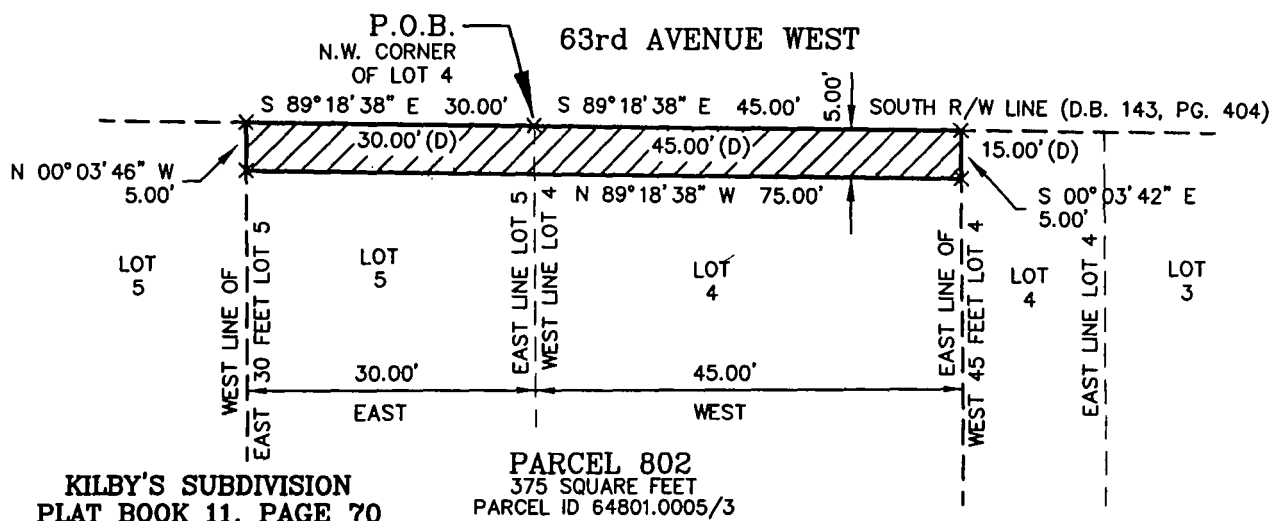 P.O.B.
N.W. CORNER
OF LOT 4
63rd AVENUE WEST
S 89°18'38" E 30.00'
S 89°18'38" E 45.00'
5.00'
SOUTH R/W LINE (D.B. 143, PG. 404)
30.00' (D)
45.00' (D)
15.00' (D)
N 00°03'46" W
5.00'
N 89°18'38" W 75.00'
S 00°03'42" E
5.00'
LOT
5
WEST LINE OF
EAST 30 FEET LOT 5
LOT
5
EAST LINE LOT 5
WEST LINE LOT 4
LOT
4
EAST LINE OF
WEST 45 FEET LOT 4
LOT
4
EAST LINE LOT 4
LOT
3
30.00'
EAST
45.00'
WEST
KILBY'S SUBDIVISION
PLAT BOOK 11, PAGE 70
PARCEL 802
375 SQUARE FEET
PARCEL ID 64801.0005/3